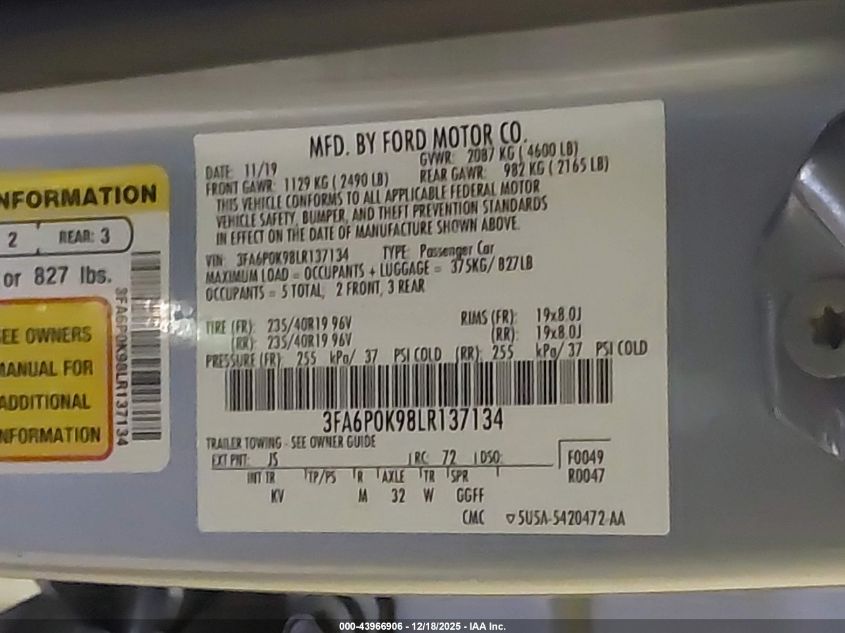 NFORMATION
2 REAR: 3
or 827 lbs.
EE OWNERS
MANUAL FOR
ADDITIONAL
NFORMATION
3FA6P0K98LR137134
MFD. BY FORD MOTOR CO.
DATE: 11/19 GVWR: 2087 KG ( 4600 LB)
FRONT GAWR: 1129 KG ( 2490 LB) REAR GAWR: 982 KG ( 2165 LB)
THIS VEHICLE CONFORMS TO ALL APPLICABLE FEDERAL MOTOR
VEHICLE SAFETY, BUMPER, AND THEFT PREVENTION STANDARDS
IN EFFECT ON THE DATE OF MANUFACTURE SHOWN ABOVE.
VIN: 3FA6P0K98LR137134 TYPE: Passenger Car
MAXIMUM LOAD = OCCUPANTS + LUGGAGE = 375KG/ 827LB
OCCUPANTS = 5 TOTAL, 2 FRONT, 3 REAR
TIRE (FR): 235/40R19 96V RIMS (FR): 19x8.0J
(RR): 235/40R19 96V (RR): 19x8.0J
PRESSURE (FR): 255 kPa/ 37 PSI COLD (RR): 255 kPa/ 37 PSI COLD
3FA6P0K98LR137134
TRAILER TOWING - SEE OWNER GUIDE
EXT PNT: JS RC: 72 DSO: F0049
INT TR TP/PS R AXLE TR SPR R0047
KV M 32 W GGFF
CMC ▽5U5A-5420472-AA
000-43966906 - 12/18/2025 - IAA Inc.